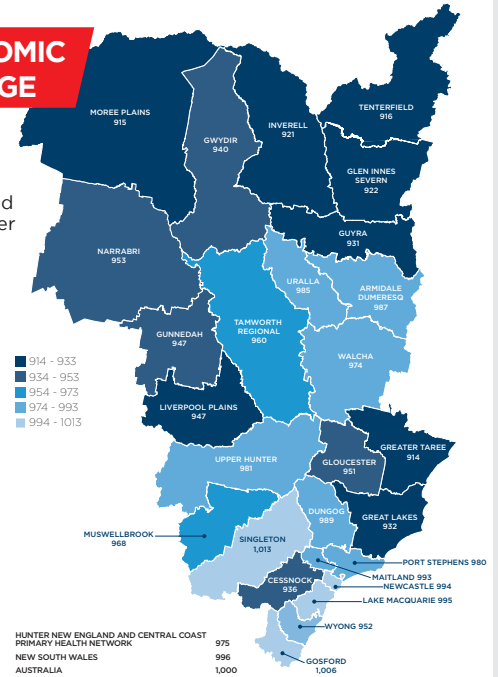 OMIC
GE
d
er
MOREE PLAINS
915
GWYDIR
940
INVERELL
921
TENTERFIELD
916
GLEN INNES
SEVERN
922
GUYRA
931
NARRABRI
953
URALLA
985
ARMIDALE
DUMERESQ
987
TAMWORTH
REGIONAL
960
GUNNEDAH
947
WALCHA
974
914 - 933
934 - 953
954 - 973
974 - 993
994 - 1013
LIVERPOOL PLAINS
947
UPPER HUNTER
981
GLOUCESTER
951
GREATER TAREE
914
DUNGOG
989
GREAT LAKES
932
MUSWELLBROOK
968
SINGLETON
1,013
CESSNOCK
936
PORT STEPHENS 980
MAITLAND 993
NEWCASTLE 994
LAKE MACQUARIE 995
WYONG 952
GOSFORD
1,006
HUNTER NEW ENGLAND AND CENTRAL COAST
PRIMARY HEALTH NETWORK 975
NEW SOUTH WALES 996
AUSTRALIA 1,000